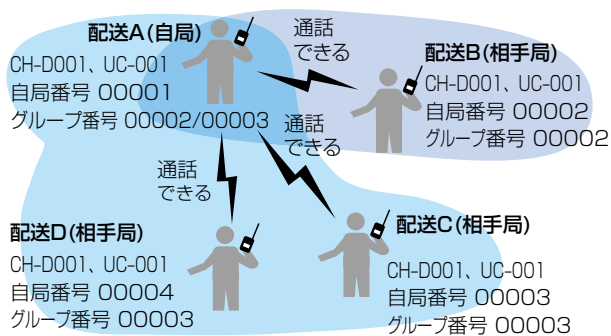 配送A(自局)
CH-D001、UC-001
自局番号 00001
グループ番号 00002/00003
通話
できる
配送B(相手局)
CH-D001、UC-001
自局番号 00002
グループ番号 00002
通話
できる
通話
できる
配送D(相手局)
CH-D001、UC-001
自局番号 00004
グループ番号 00003
配送C(相手局)
CH-D001、UC-001
自局番号 00003
グループ番号 00003